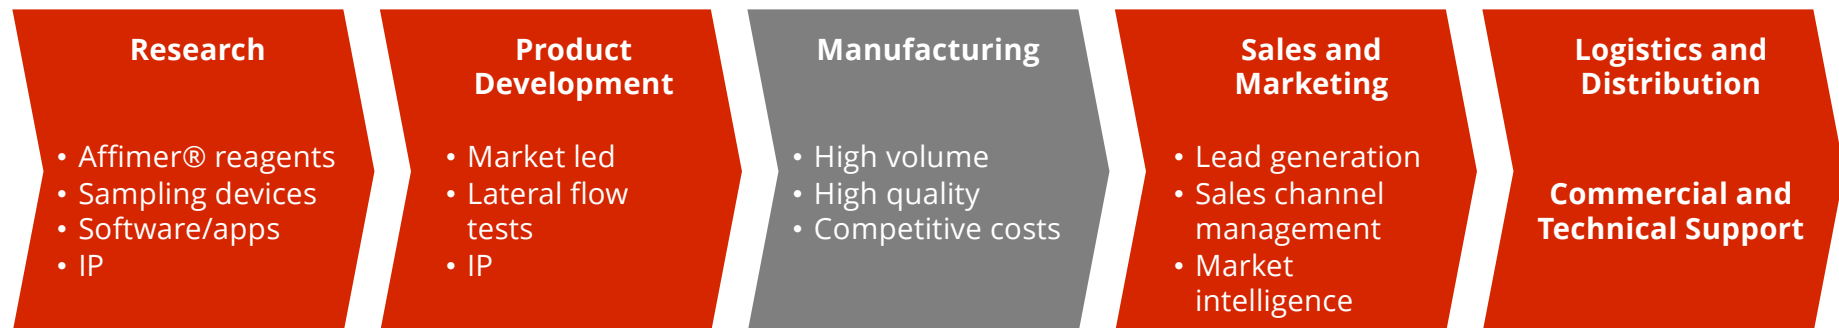 Research
• Affimer® reagents
• Sampling devices
• Software/apps
• IP
Product
Development
• Market led
• Lateral flow
tests
• IP
Manufacturing
• High volume
• High quality
• Competitive costs
Sales and
Marketing
• Lead generation
• Sales channel
management
• Market
intelligence
Logistics and
Distribution
Commercial and
Technical Support